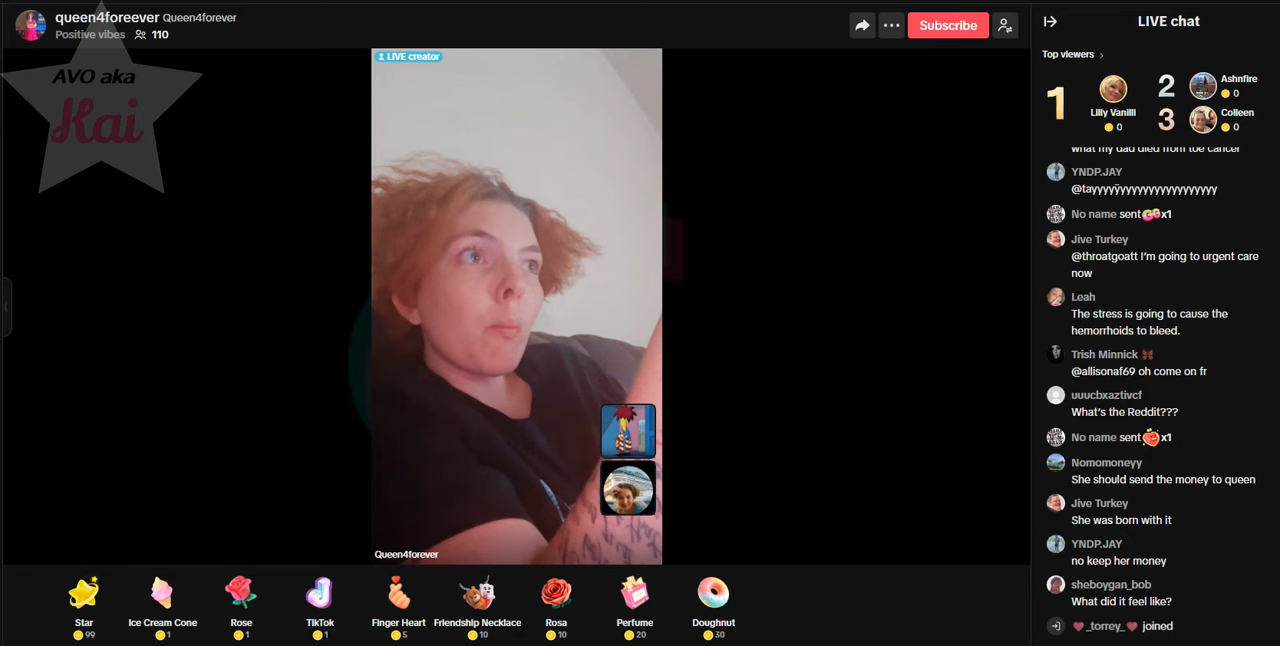 queen4foreever Queen4forever
Positive vibes 110
AVO aka
Kai
Subscribe
LIVE creator
Queen4forever
Star
99
Ice Cream Cone
1
Rose
1
TikTok
1
Finger Heart
5
Friendship Necklace
10
Rosa
10
Perfume
20
Doughnut
30
LIVE chat
Top viewers
1
Lilly Vanilli
0
2
Ashnfire
0
3
Colleen
0
what my dad died from toe cancer
YNDP.JAY
@tayyyyÿyyyyyyyyyyyyyyyyy
No name sent x1
Jive Turkey
@throatgoatt I'm going to urgent care
now
Leah
The stress is going to cause the
hemorrhoids to bleed.
Trish Minnick
@allisonaf69 oh come on fr
uuucbxaztivcf
What's the Reddit???
No name sent x1
Nomomoneyy
She should send the money to queen
Jive Turkey
She was born with it
YNDP.JAY
no keep her money
sheboygan_bob
What did it feel like?
_torrey_ joined